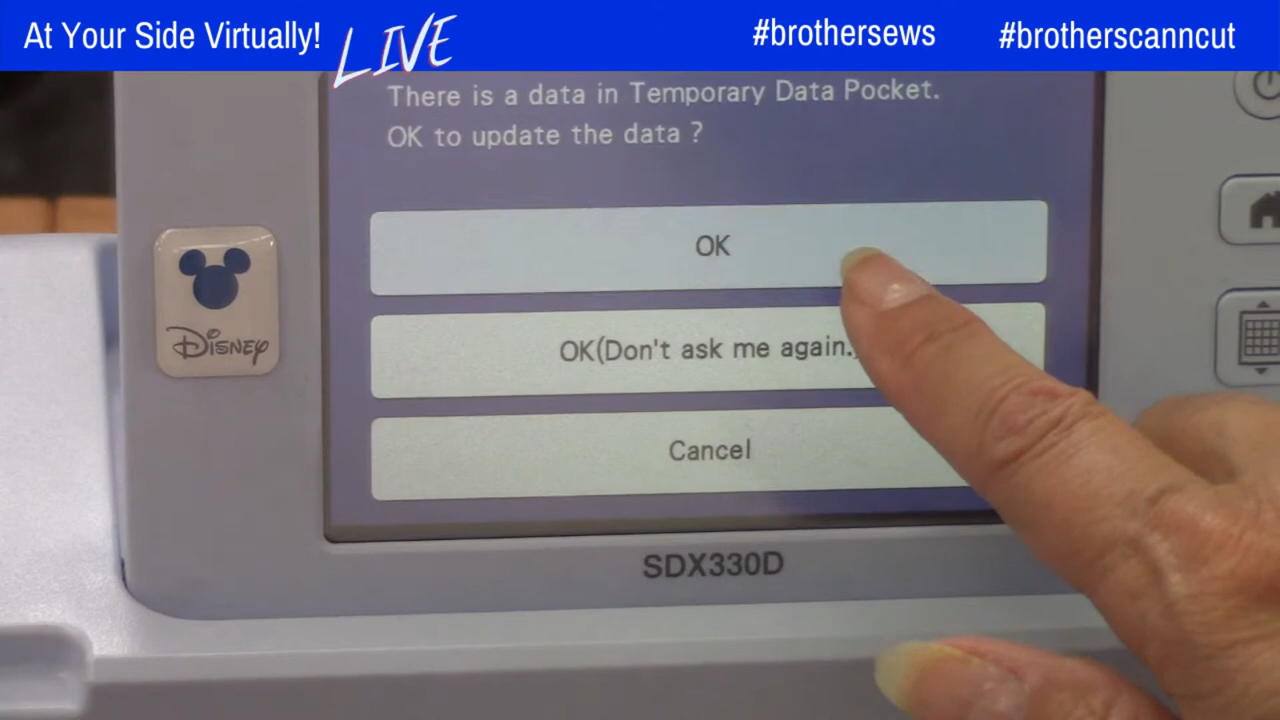 At Your Side Virtually! LIVE #brothersews #brotherscanncut
There is a data in Temporary Data Pocket.
OK to update the data ?
OK
Disney
OK(Don't ask me again.
Cancel
SDX330D